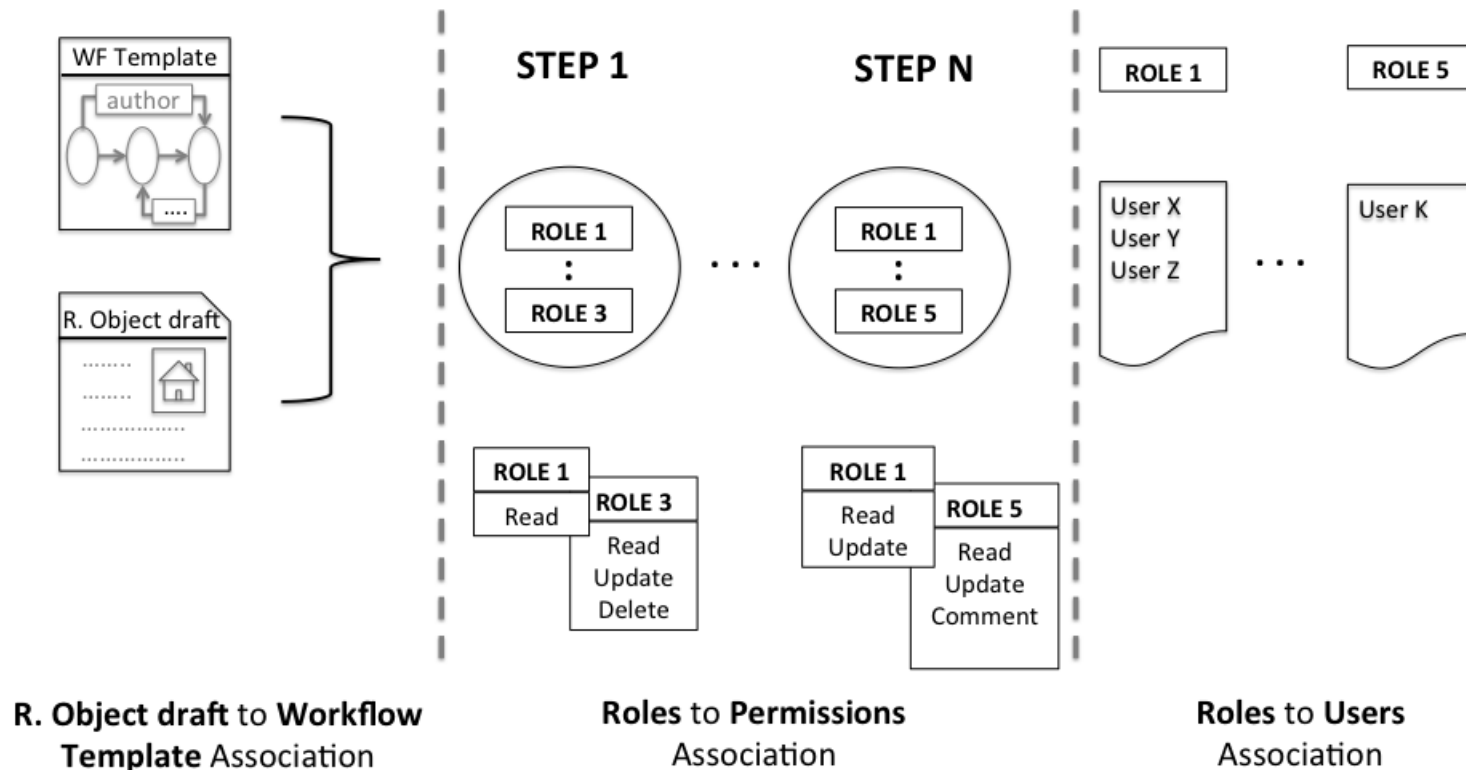 WF Template
author
....
R. Object draft
........
........
................
................
R. Object draft to Workflow
Template Association
STEP 1
STEP N
ROLE 1
:
ROLE 3
...
ROLE 1
:
ROLE 5
ROLE 1
Read
ROLE 3
Read
Update
Delete
ROLE 1
Read
Update
ROLE 5
Read
Update
Comment
Roles to Permissions
Association
ROLE 1
ROLE 5
User X
User Y
User Z
...
User K
Roles to Users
Association